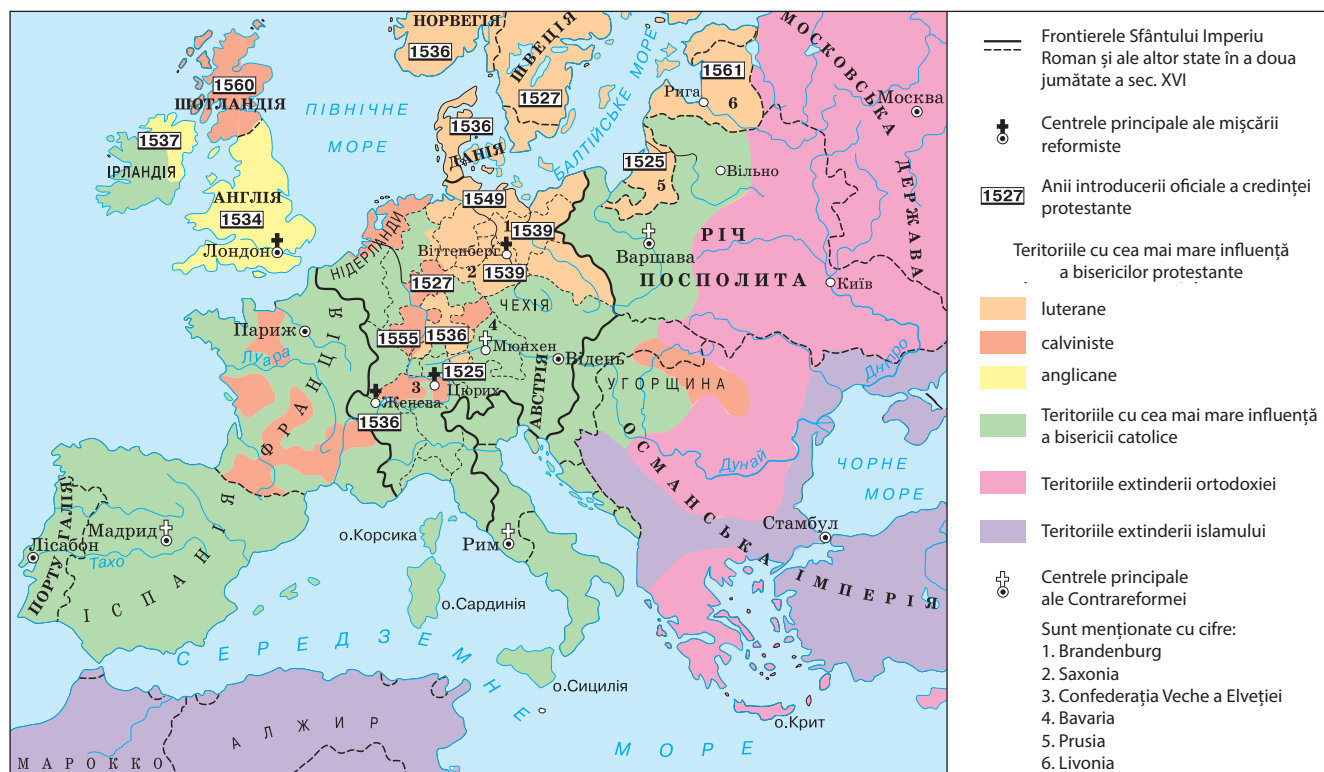 НОРВЕГІЯ
1536
ШВЕЦІЯ
1527
1561
Рига
6
МОСКОВСЬКА ДЕРЖАВА
Москва
1560
ШОТЛАНДІЯ
ПІВНІЧНЕ
МОРЕ
1536
ДАНІЯ
БАЛТІЙСЬКЕ МОРЕ
1537
ІРЛАНДІЯ
1525
5
Вільно
АНГЛІЯ
1534
Лондон
НІДЕРЛАНДИ
1549
1
1539
Віттенберг
2
1539
Варшава
РІЧ
ПОСПОЛИТА
Київ
1527
ЧЕХІЯ
Париж
Луара
1555
1536
4
Мюнхен
Відень
Дніпро
1525
3
Цюрих
Женева
1536
АВСТРІЯ
УГОРЩИНА
ФРАНЦІЯ
Дунай
ЧОРНЕ
МОРЕ
ОСМАНСЬКА ІМПЕРІЯ
Стамбул
ПОРТУГАЛІЯ
Мадрид
Лісабон
Тахо
ІСПАНІЯ
о.Корсика
Рим
о.Сардинія
СЕРЕДЗЕМНЕ
МОРЕ
о.Сицилія
о.Крит
АЛЖИР
МАРОККО
Frontierele Sfântului Imperiu
Roman și ale altor state în a doua
jumătate a sec. XVI
Centrele principale ale mișcării
reformiste
1527
Anii introducerii oficiale a credinței
protestante
Teritoriile cu cea mai mare influență
a bisericilor protestante
luterane
calviniste
anglicane
Teritoriile cu cea mai mare influență
a bisericii catolice
Teritoriile extinderii ortodoxiei
Teritoriile extinderii islamului
Centrele principale
ale Contrareformei
Sunt menționate cu cifre:
1. Brandenburg
2. Saxonia
3. Confederația Veche a Elveției
4. Bavaria
5. Prusia
6. Livonia